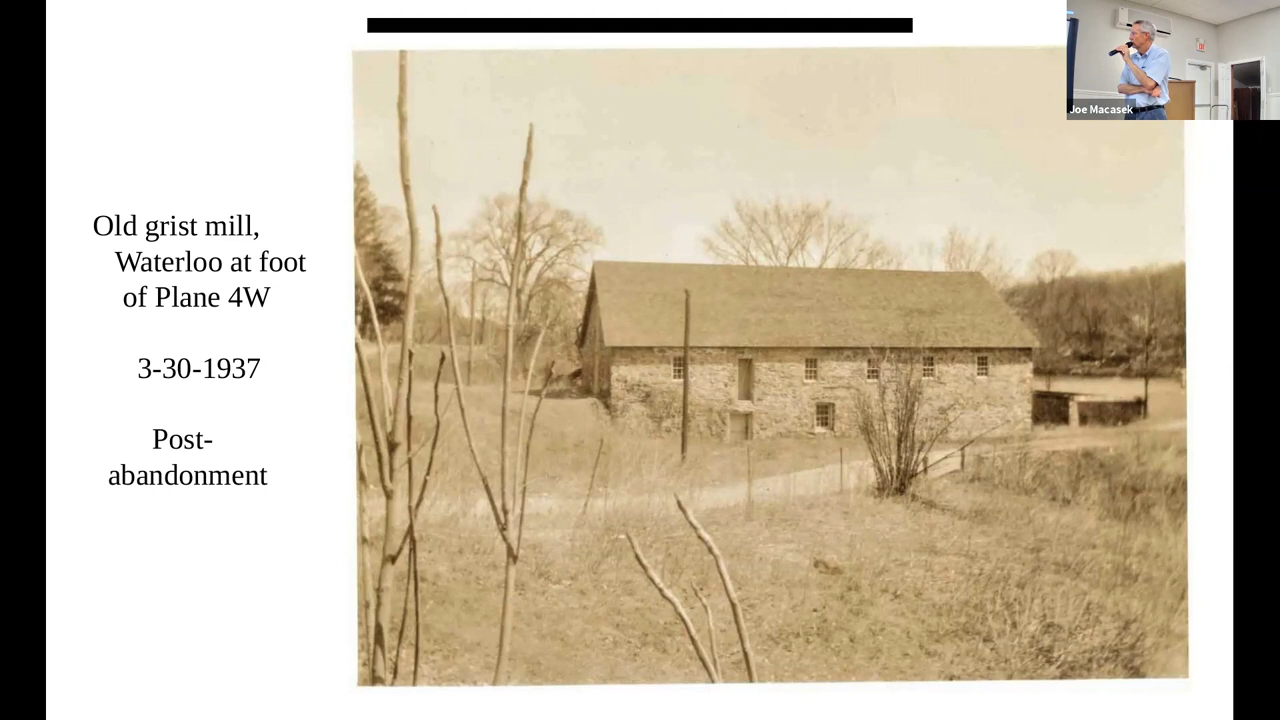 Old grist mill,
Waterloo at foot
of Plane 4W
3-30-1937
Post-
abandonment
Joe Macasek